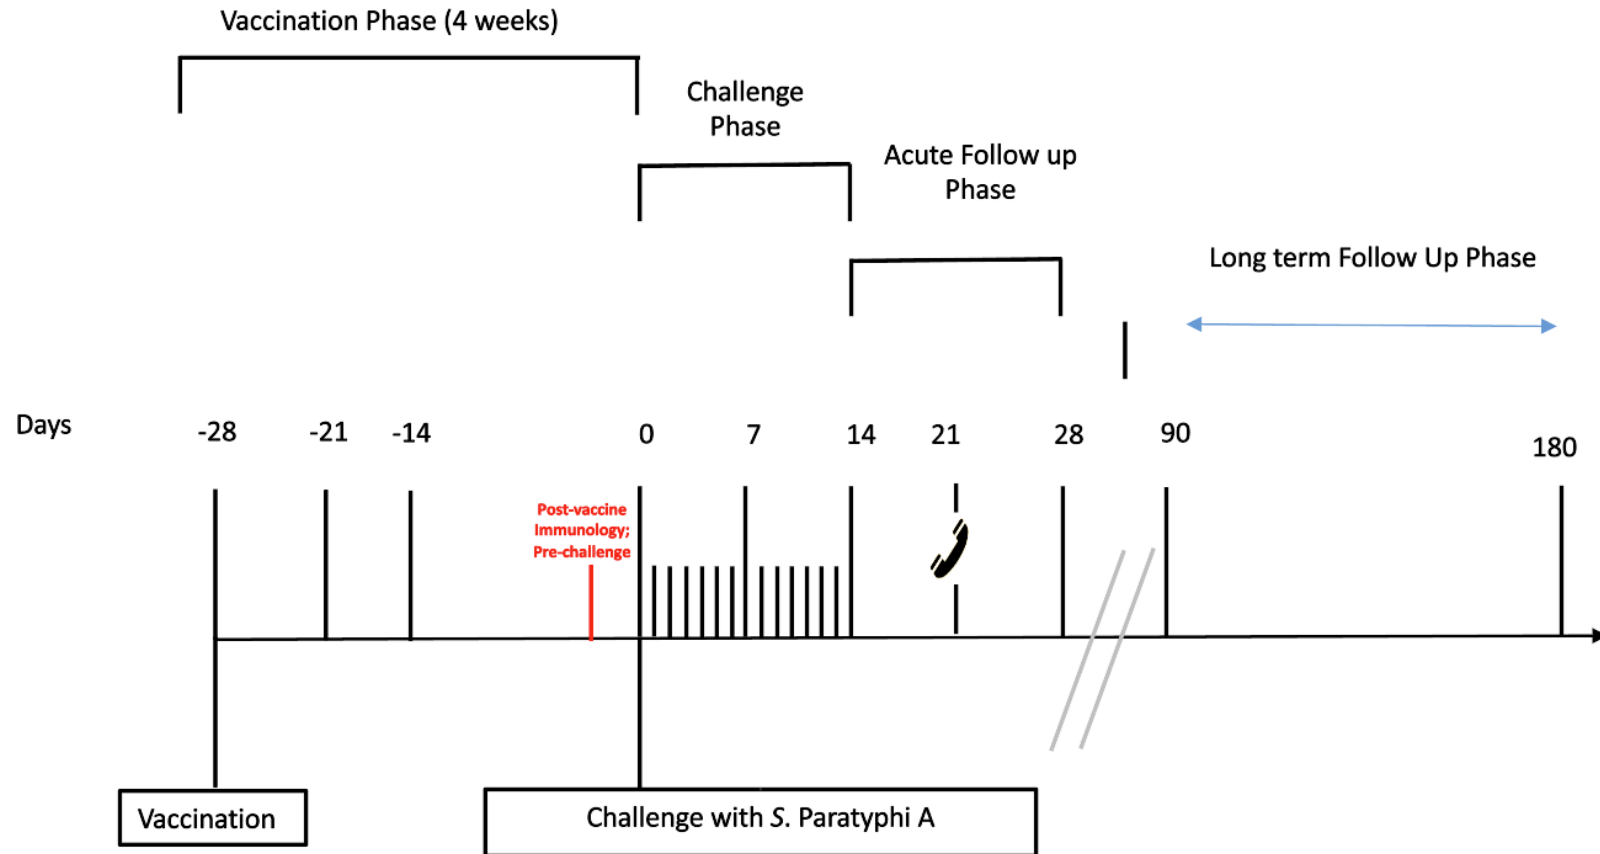 Vaccination Phase (4 weeks)
Challenge
Phase
Acute Follow up
Phase
Long term Follow Up Phase
Days
-28
-21
-14
0
7
14
21
28
90
180
Post-vaccine
Immunology;
Pre-challenge
Vaccination
Challenge with S. Paratyphi A